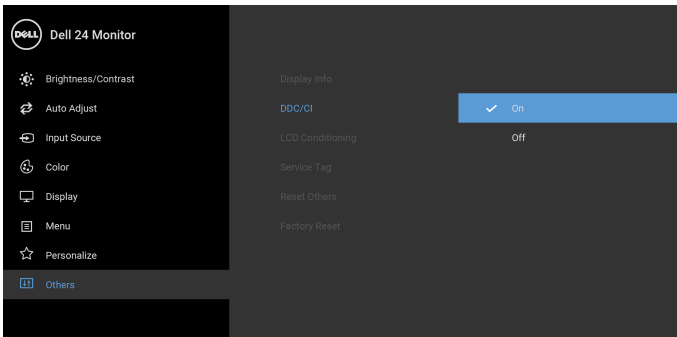 DELL
Dell 24 Monitor
Brightness/Contrast
Auto Adjust
Input Source
Color
Display
Menu
Personalize
Others
Display Info
DDC/CI
LCD Conditioning
Service Tag
Reset Others
Factory Reset
On
Off